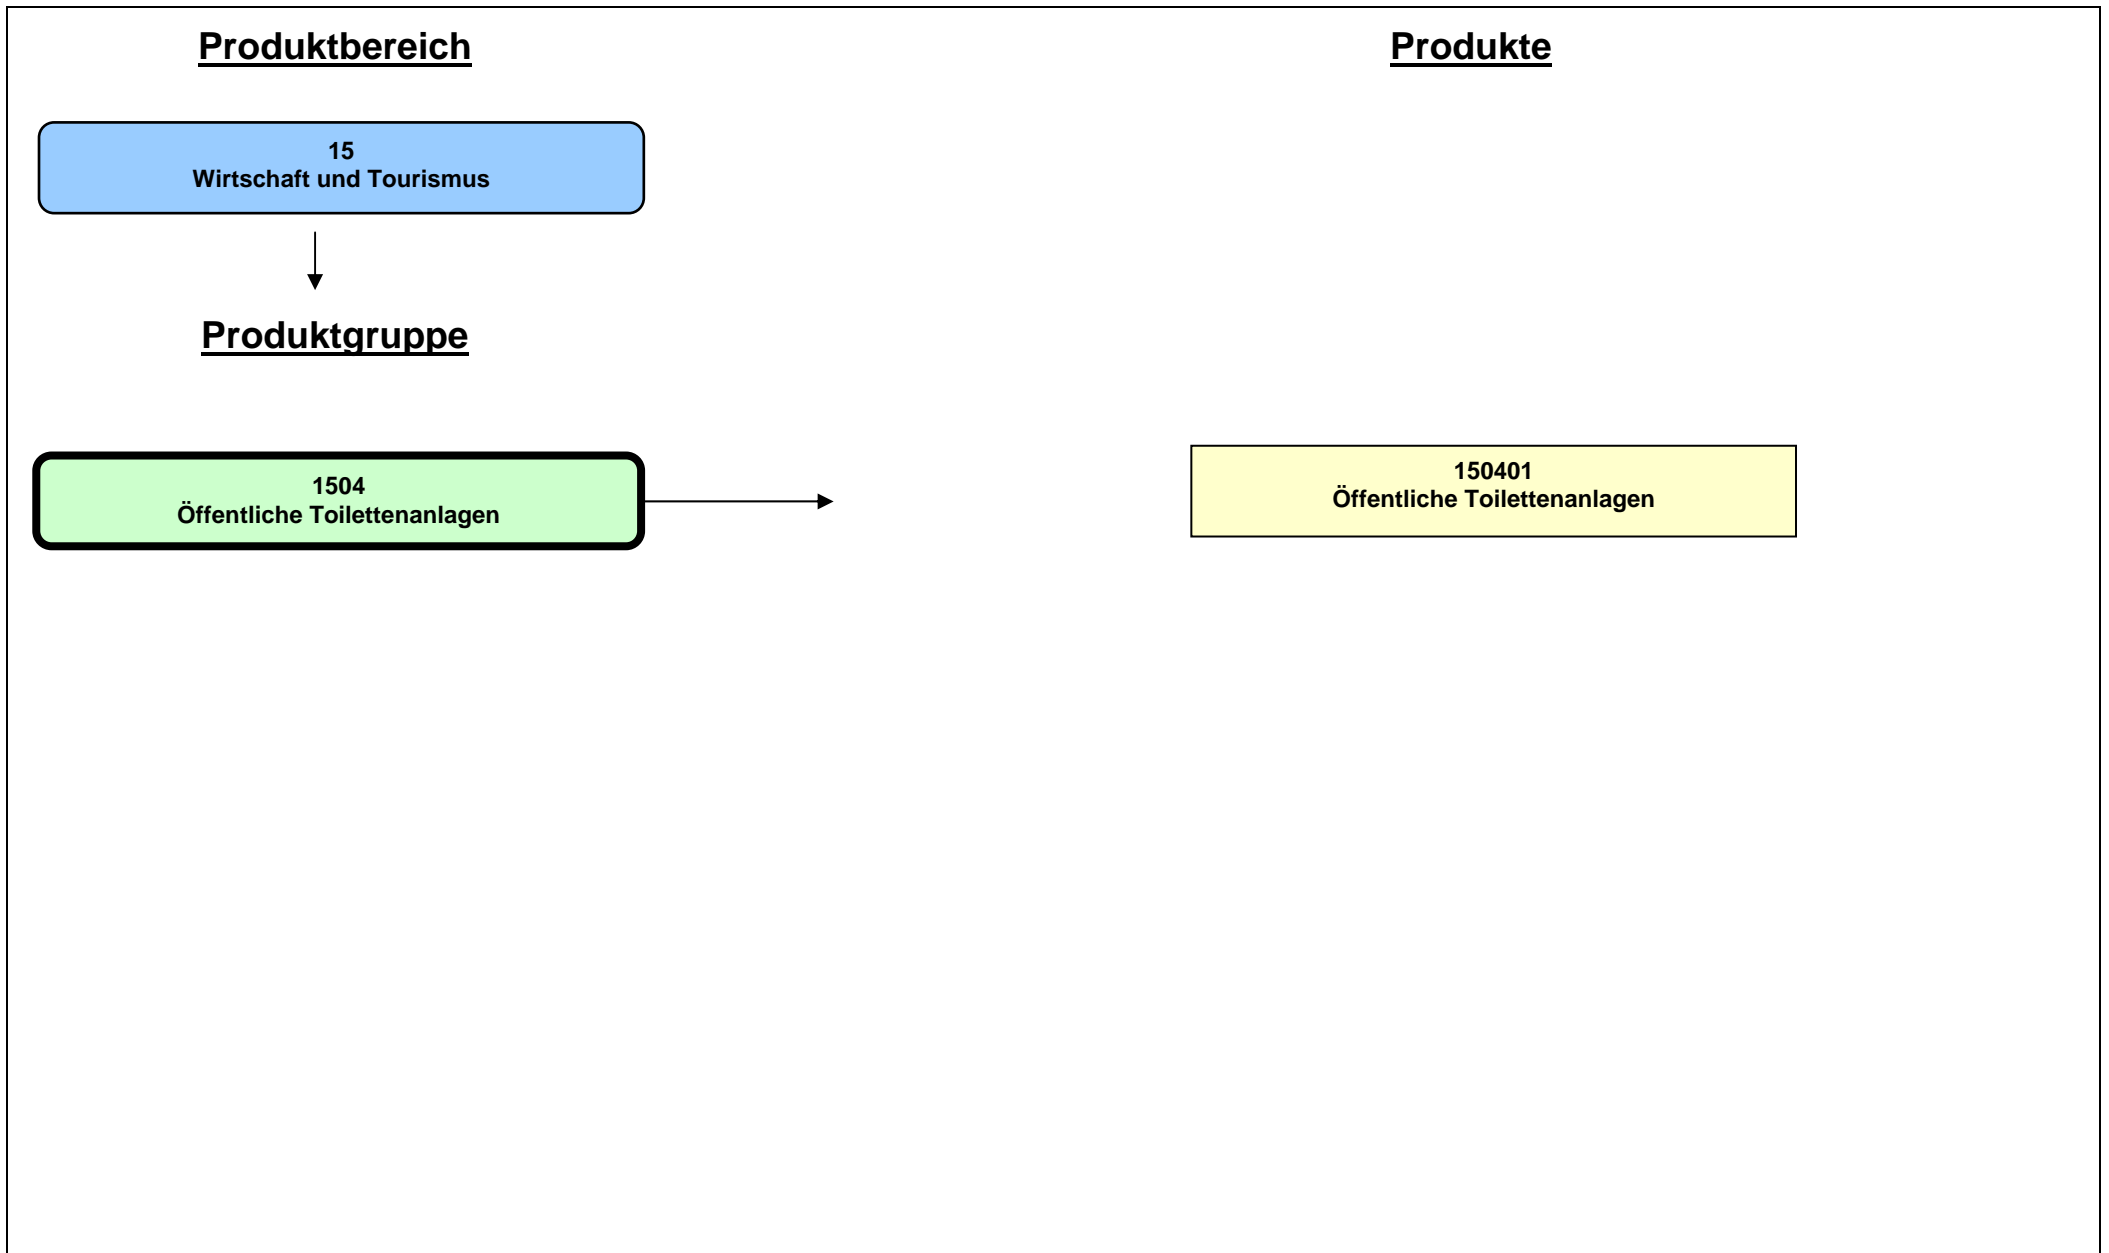 Produktbereich
Produkte
15
Wirtschaft und Tourismus
Produktgruppe
1504
Öffentliche Toilettenanlagen
150401
Öffentliche Toilettenanlagen